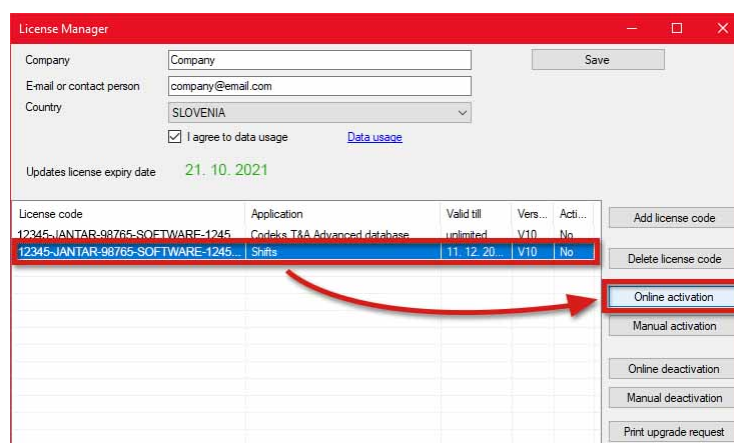 License Manager
Company Company Save
E-mail or contact person company@email.com
Country SLOVENIA
I agree to data usage Data usage
Updates license expiry date 21. 10. 2021
License code Application Valid till Vers... Acti... Add license code
12345-JANTAR-98765-SOFTWARE-1245 Codeks T&A Advanced database unlimited V10 No
12345-JANTAR-98765-SOFTWARE-1245... Shifts 11. 12. 20... V10 No Delete license code
Online activation
Manual activation
Online deactivation
Manual deactivation
Print upgrade request